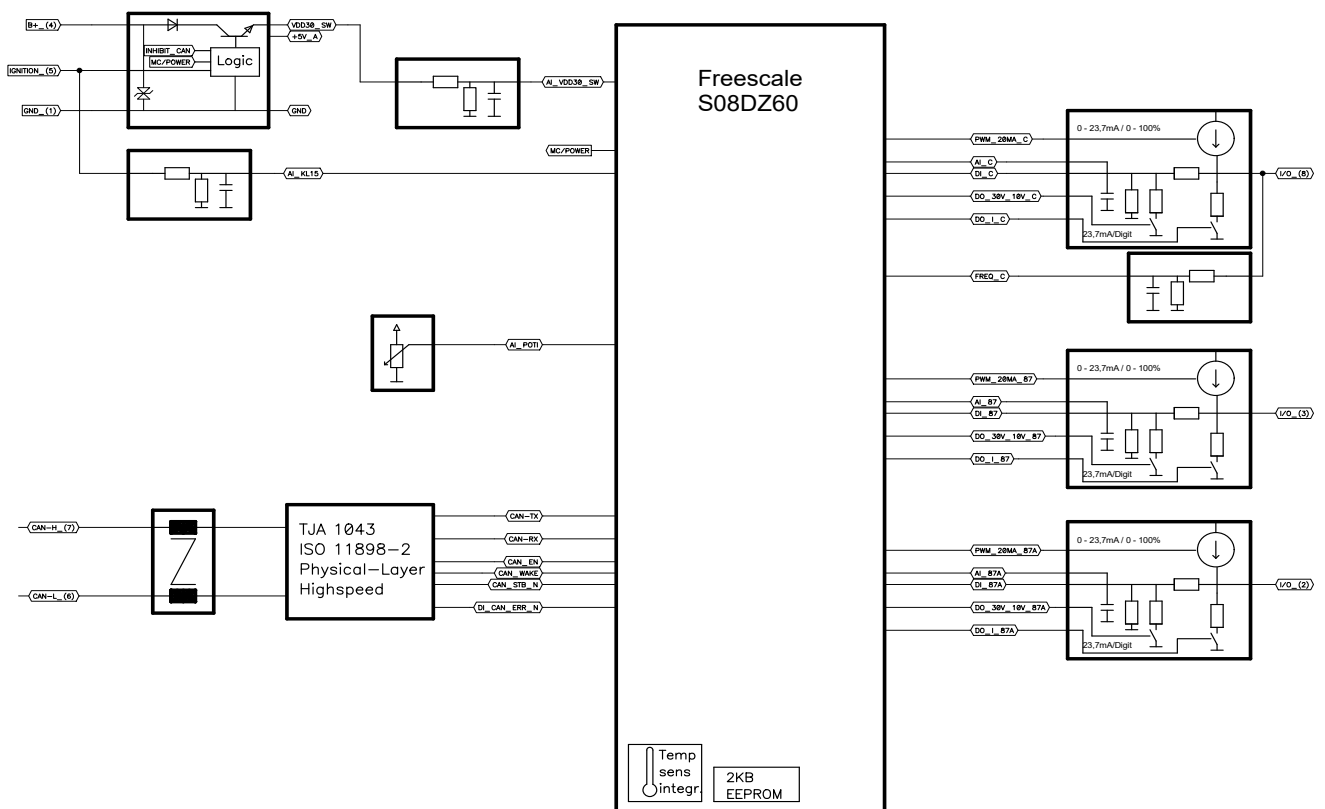 B+_(4)
VDD30_SW
+5V_A
INHIBIT_CAN
MC/POWER
Logic
IGNITION_(5)
GND_(1)
GND
AI_VDD30_SW
MC/POWER
AI_KL15
AI_POTI
CAN-H_(7)
CAN-L_(6)
TJA 1043
ISO 11898-2
Physical-Layer
Highspeed
CAN-TX
CAN-RX
CAN_EN
CAN_WAKE
CAN_STB_N
DI_CAN_ERR_N
Freescale
S08DZ60
Temp
sens
integr.
2KB
EEPROM
PWM_20MA_C
AI_C
DI_C
DO_30V_10V_C
DO_I_C
0 - 23,7mA / 0 - 100%
23,7mA/Digit
I/O_(8)
FREQ_C
PWM_20MA_87
AI_87
DI_87
DO_30V_10V_87
DO_I_87
0 - 23,7mA / 0 - 100%
23,7mA/Digit
I/O_(3)
PWM_20MA_87A
AI_87A
DI_87A
DO_30V_10V_87A
DO_I_87A
0 - 23,7mA / 0 - 100%
23,7mA/Digit
I/O_(2)